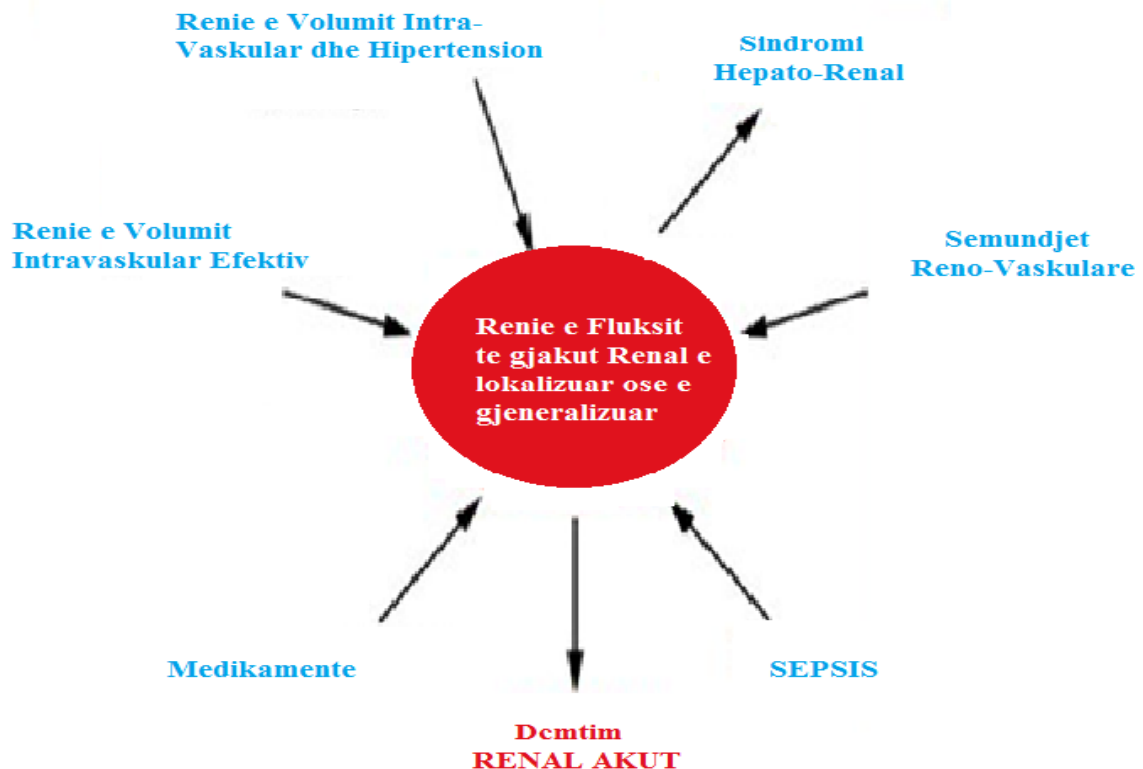 Renie e Volumit Intra-
Vaskular dhe Hipertension
Sindromi
Hepato-Renal
Renie e Volumit
Intravaskular Efektiv
Semundjet
Reno-Vaskulare
Renie e Fluksit
te gjakut Renal e
lokalizuar ose e
gjeneralizuar
Medikamente
SEPSIS
Demtim
RENAL AKUT